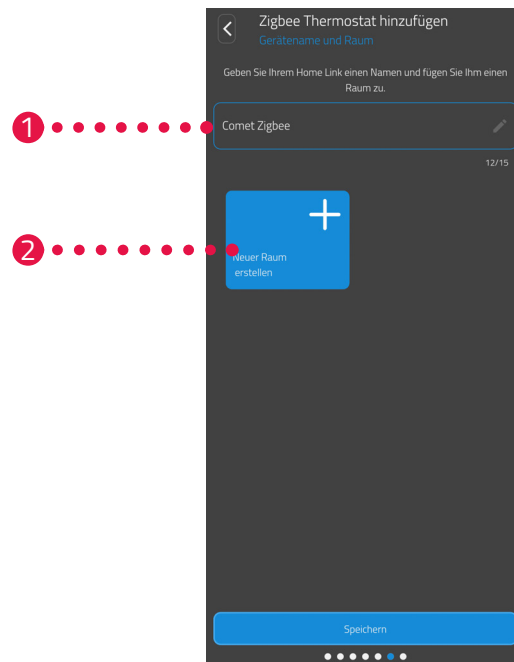 Zigbee Thermostat hinzufügen
Gerätename und Raum
Geben Sie Ihrem Home Link einen Namen und fügen Sie Ihm einen
Raum zu.
1
Comet Zigbee
12/15
2
Neuer Raum
erstellen
Speichern